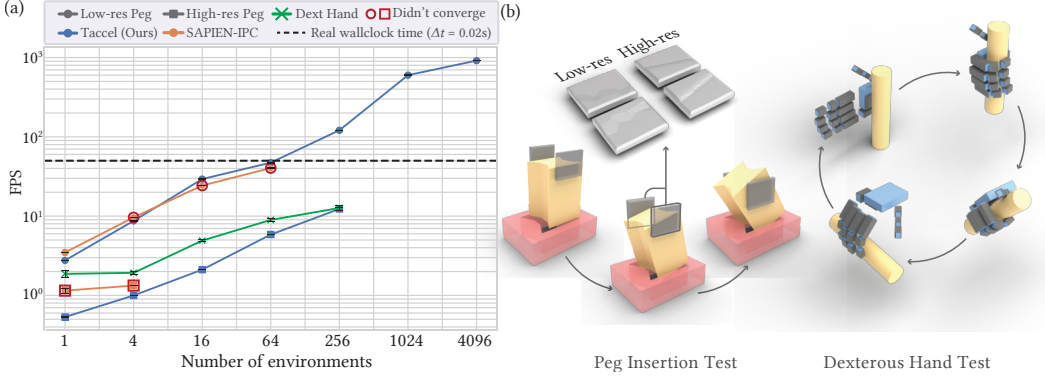 (a)
Low-res Peg High-res Peg Dext Hand Didn't converge
Taccel (Ours) SAPIEN-IPC Real wallclock time (Δt = 0.02s)
10³
10²
10¹
10⁰
FPS
1 4 16 64 256 1024 4096
Number of environments
(b)
Low-res High-res
Peg Insertion Test Dexterous Hand Test